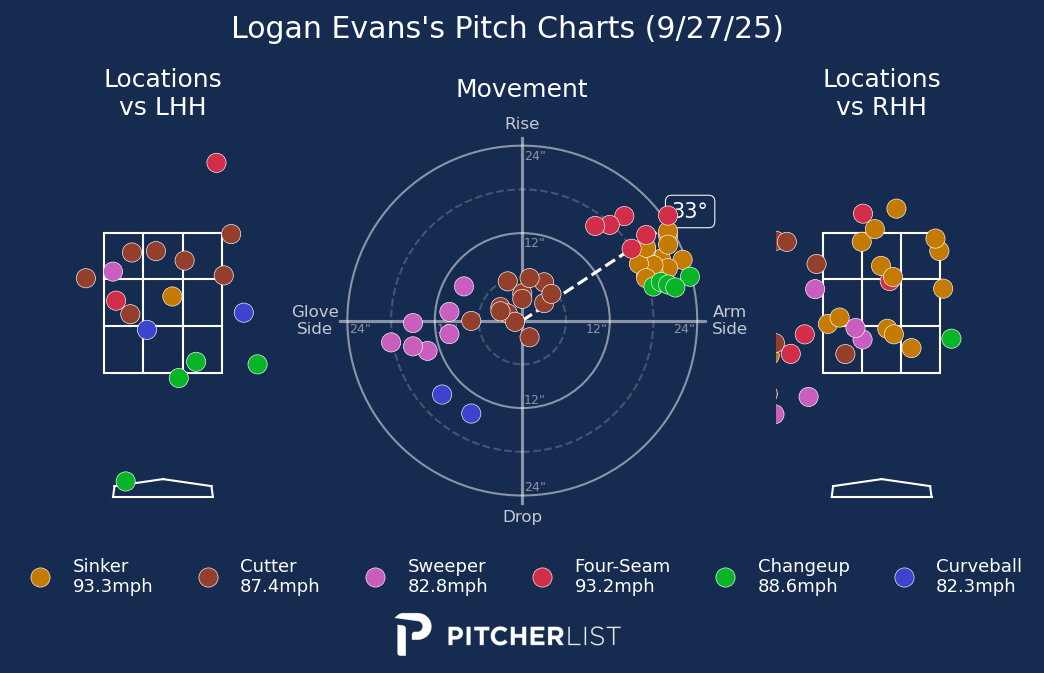 Logan Evans's Pitch Charts (9/27/25)
Locations
vs LHH
Movement
Locations
vs RHH
Rise
24"
33°
12"
Glove
Side
24"
12"
24"
Arm
Side
12"
24"
Drop
Sinker
93.3mph
Cutter
87.4mph
Sweeper
82.8mph
Four-Seam
93.2mph
Changeup
88.6mph
Curveball
82.3mph
PITCHERLIST